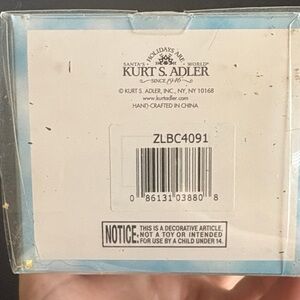 HOLIDAYS ARE
SANTA'S WORLD®
KURT S. ADLER
SINCE 1946
© KURT S. ADLER, INC., NY, NY 10168
www.kurtadler.com
HAND-CRAFTED IN CHINA
ZLBC4091
0 86131 03880 8
NOTICE: THIS IS A DECORATIVE ARTICLE,
NOT A TOY OR INTENDED
FOR USE BY A CHILD UNDER 14.